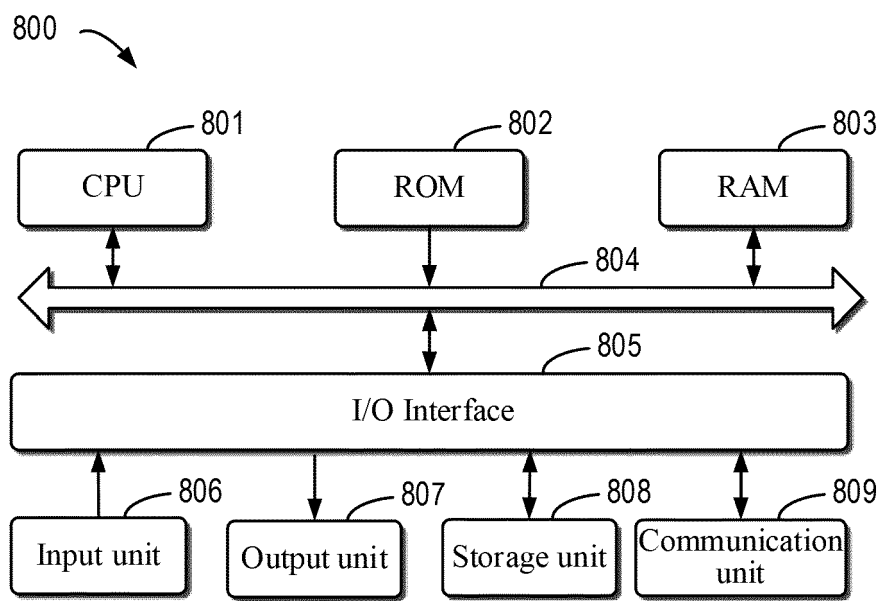 800
801
802
803
CPU
ROM
RAM
804
805
I/O Interface
806
807
808
809
Input unit
Output unit
Storage unit
Communication
unit